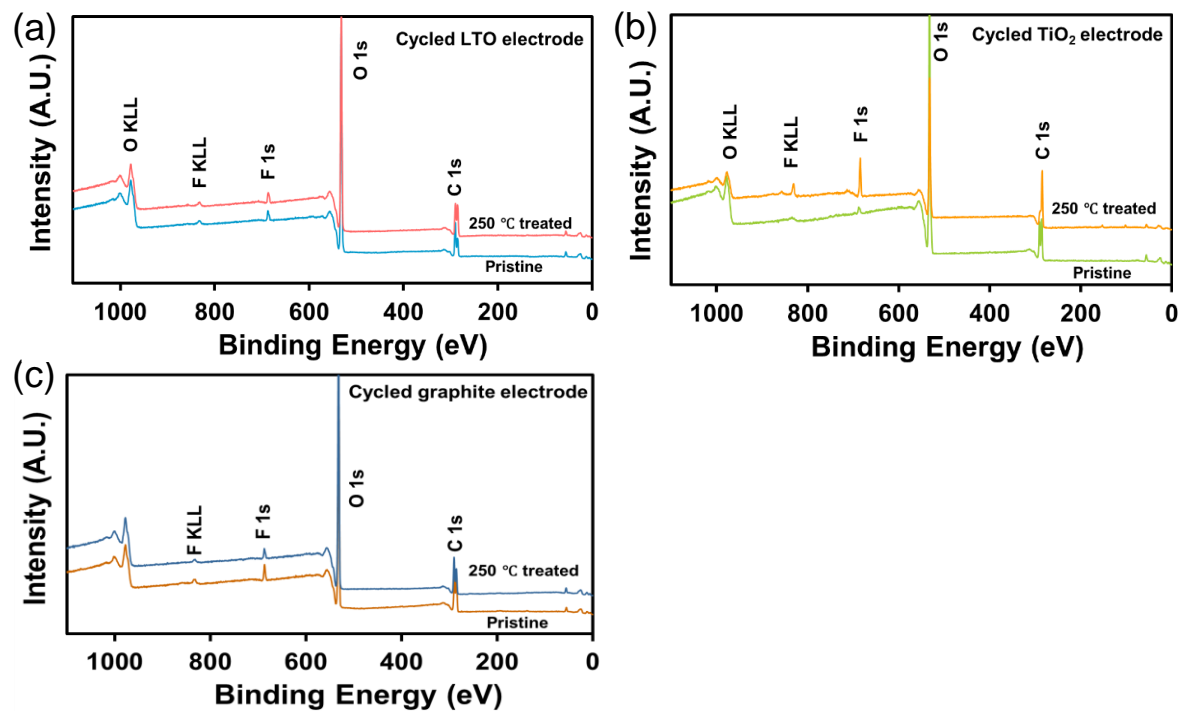 (a)
Cycled LTO electrode
Intensity (A.U.)
O KLL
F KLL
F 1s
O 1s
C 1s
250 ℃ treated
Pristine
1000 800 600 400 200 0
Binding Energy (eV)
(b)
Cycled TiO₂ electrode
Intensity (A.U.)
O KLL
F KLL
F 1s
O 1s
C 1s
250 ℃ treated
Pristine
1000 800 600 400 200 0
Binding Energy (eV)
(c)
Cycled graphite electrode
Intensity (A.U.)
F KLL
F 1s
O 1s
C 1s
250 ℃ treated
Pristine
1000 800 600 400 200 0
Binding Energy (eV)